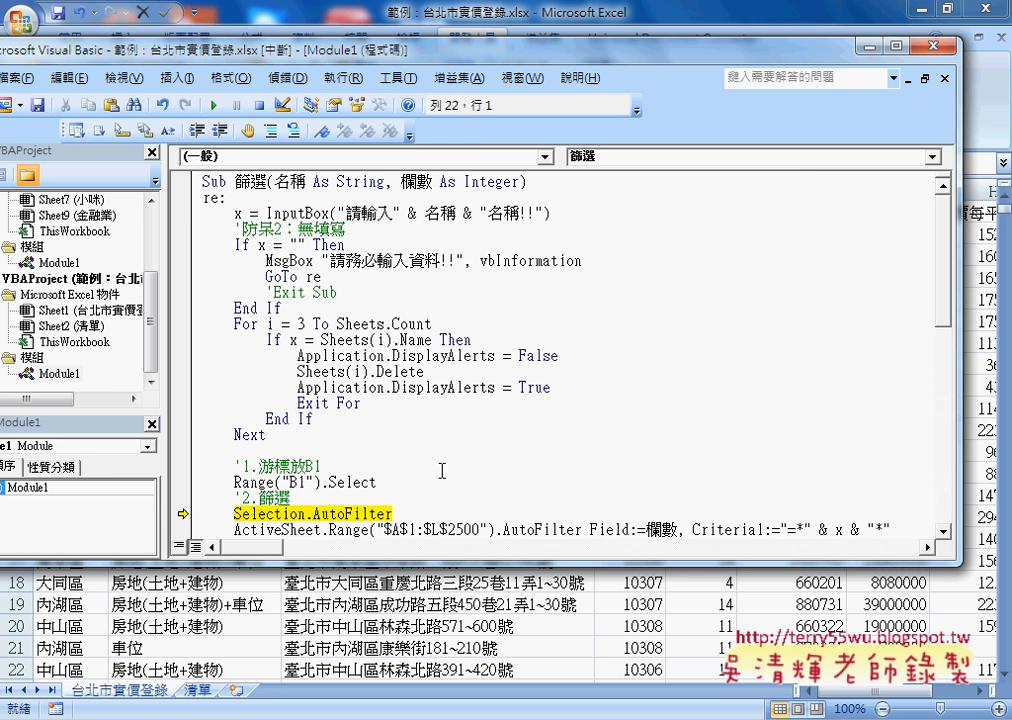 範例：台北市實價登錄.xlsx - Microsoft Excel
rosoft Visual Basic - 範例：台北市實價登錄.xlsx [中斷] - [Module1 (程式碼)]
檔案(F) 編輯(E) 檢視(V) 插入(I) 格式(O) 偵錯(D) 執行(R) 工具(T) 增益集(A) 視窗(W) 說明(H)
鍵入需要解答的問題
列 22，行 1
VBAProject
(一般)
篩選
Sheet7 (小咪)
Sheet9 (金融業)
ThisWorkbook
模組
Module1
VBAProject (範例：台北
Microsoft Excel 物件
Sheet1 (台北市實價登
Sheet2 (清單)
ThisWorkbook
模組
Module1
Module1
e1 Module
順序 性質分類
Module1
Sub 篩選(名稱 As String, 欄數 As Integer)
re:
x = InputBox("請輸入" & 名稱 & "名稱!!")
'防呆2：無填寫
If x = "" Then
MsgBox "請務必輸入資料!!", vbInformation
GoTo re
'Exit Sub
End If
For i = 3 To Sheets.Count
If x = Sheets(i).Name Then
Application.DisplayAlerts = False
Sheets(i).Delete
Application.DisplayAlerts = True
Exit For
End If
Next
'1.游標放B1
Range("B1").Select
'2.篩選
Selection.AutoFilter
ActiveSheet.Range("$A$1:$L$2500").AutoFilter Field:=欄數, Criteria1:="=*" & x & "*"
18 大同區 房地(土地+建物) 臺北市大同區重慶北路三段25巷11弄1~30號 10307 4 660201 8080000
19 內湖區 房地(土地+建物)+車位 臺北市內湖區成功路五段450巷21弄1~30號 10307 14 880731 39000000
20 中山區 房地(土地+建物) 臺北市中山區林森北路571~600號 10308 11 660322 19000000
21 內湖區 車位 臺北市內湖區康樂街181~210號 10308
22 中山區 房地(土地+建物) 臺北市中山區林森北路391~420號 10306
http://terry55wu.blogspot.tw
吳清輝老師錄製
台北市實價登錄 清單
就緒
100%